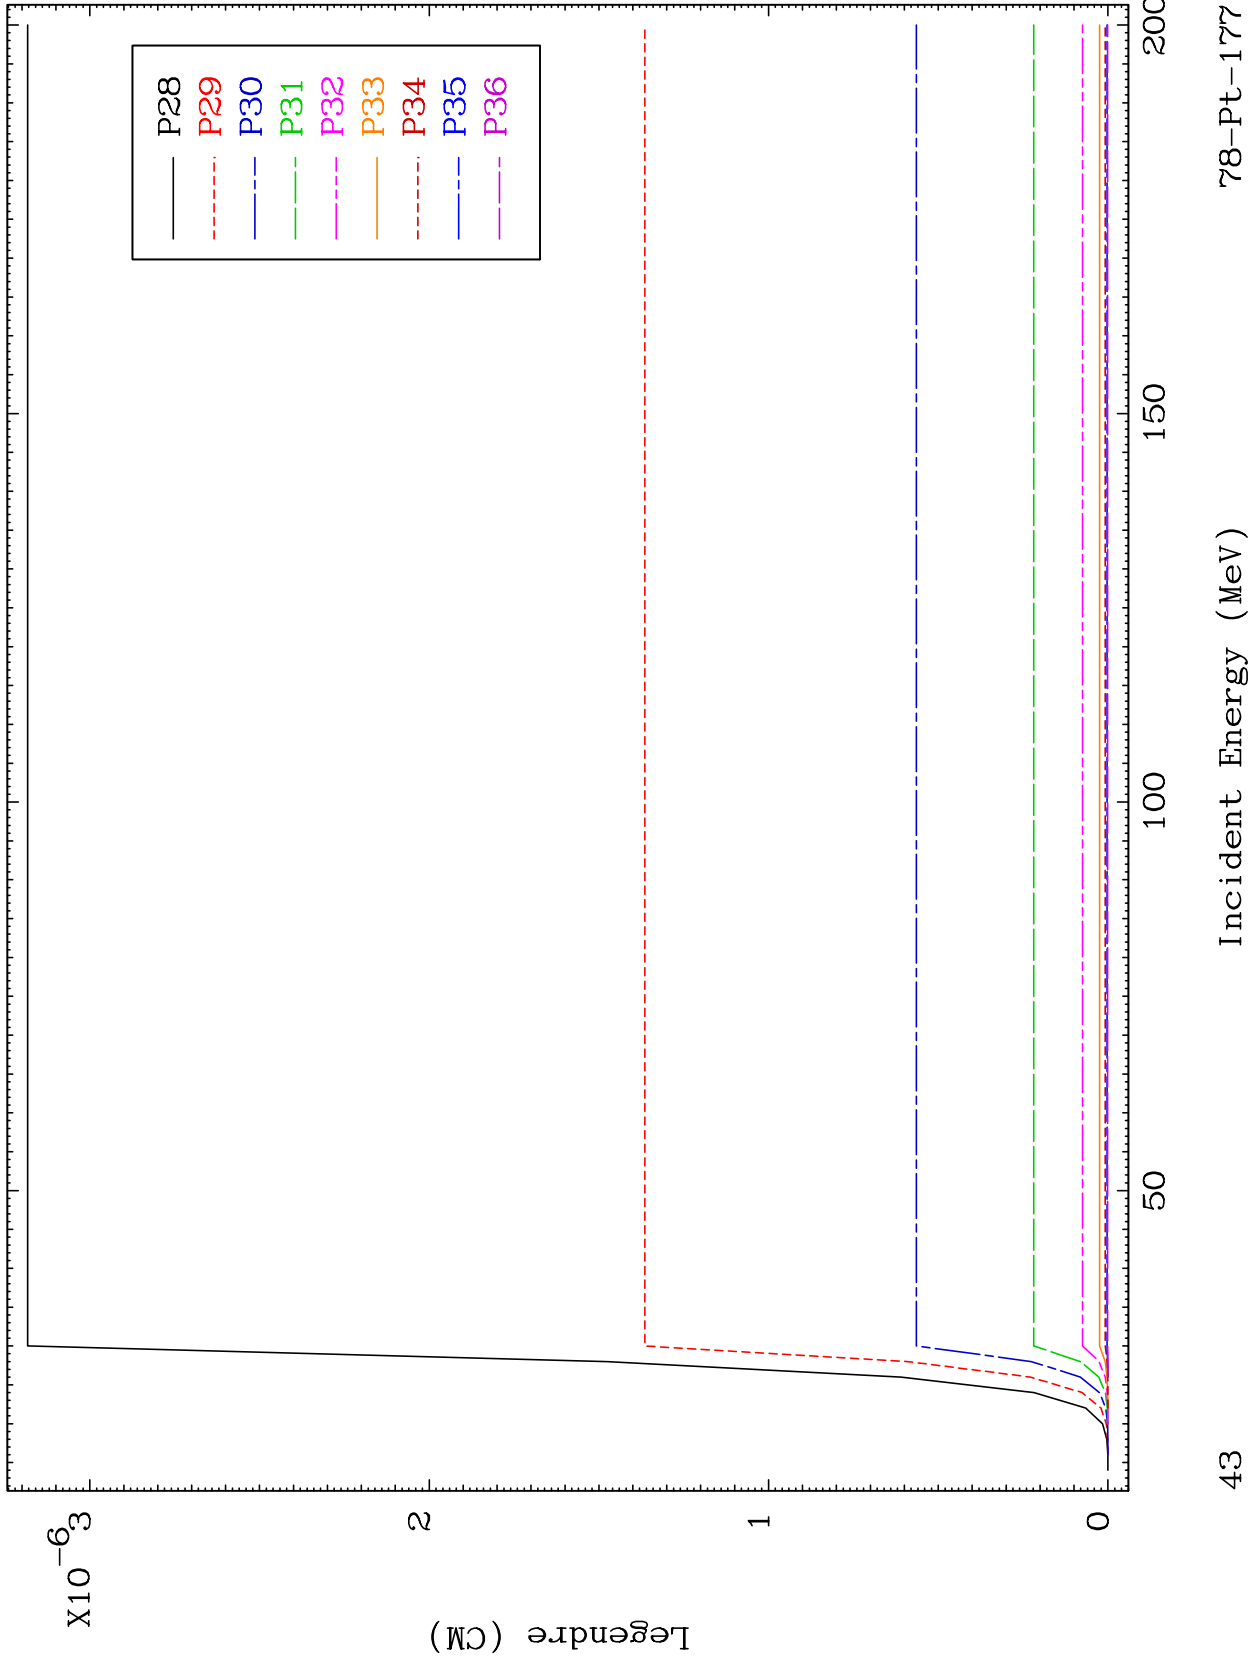 X10-6
3
2
1
0
Legendre (CM)
P28
P29
P30
P31
P32
P33
P34
P35
P36
50
100
150
200
43
Incident Energy (MeV)
78-Pt-177